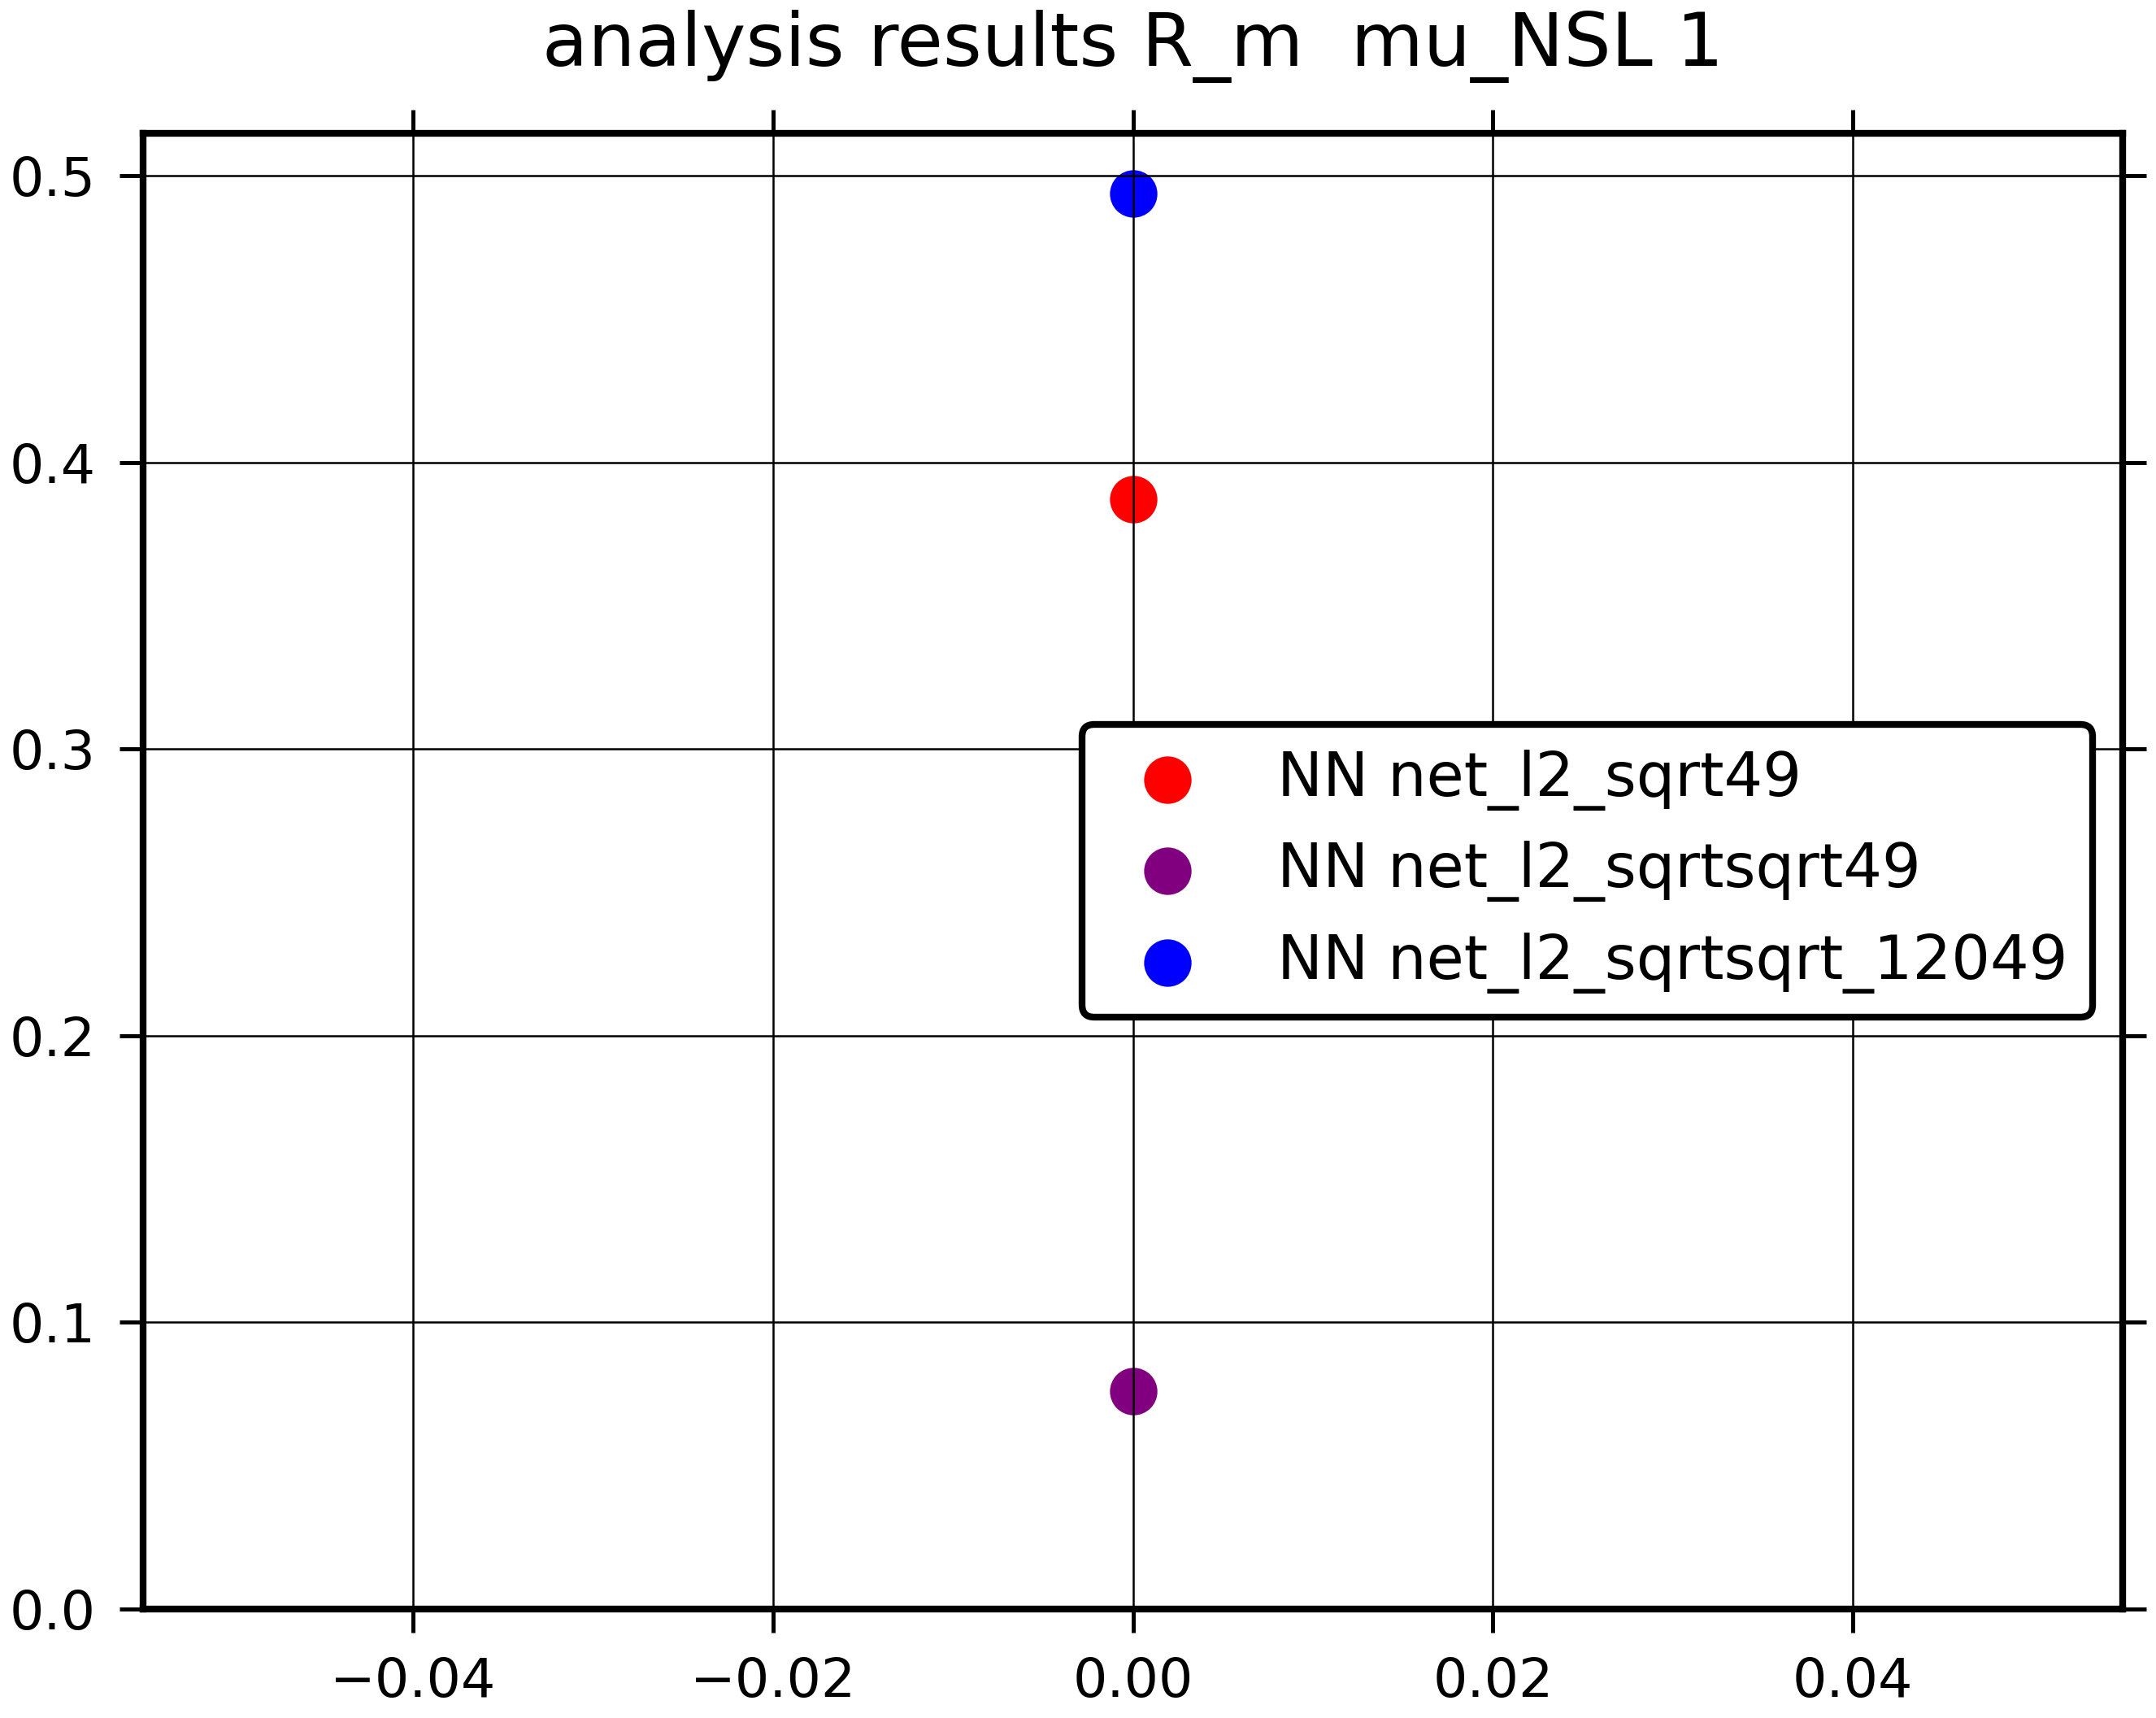 analysis results R_m  mu_NSL 1
0.5
0.4
0.3
0.2
0.1
0.0
NN net_l2_sqrt49
NN net_l2_sqrtsqrt49
NN net_l2_sqrtsqrt_12049
−0.04 −0.02 0.00 0.02 0.04